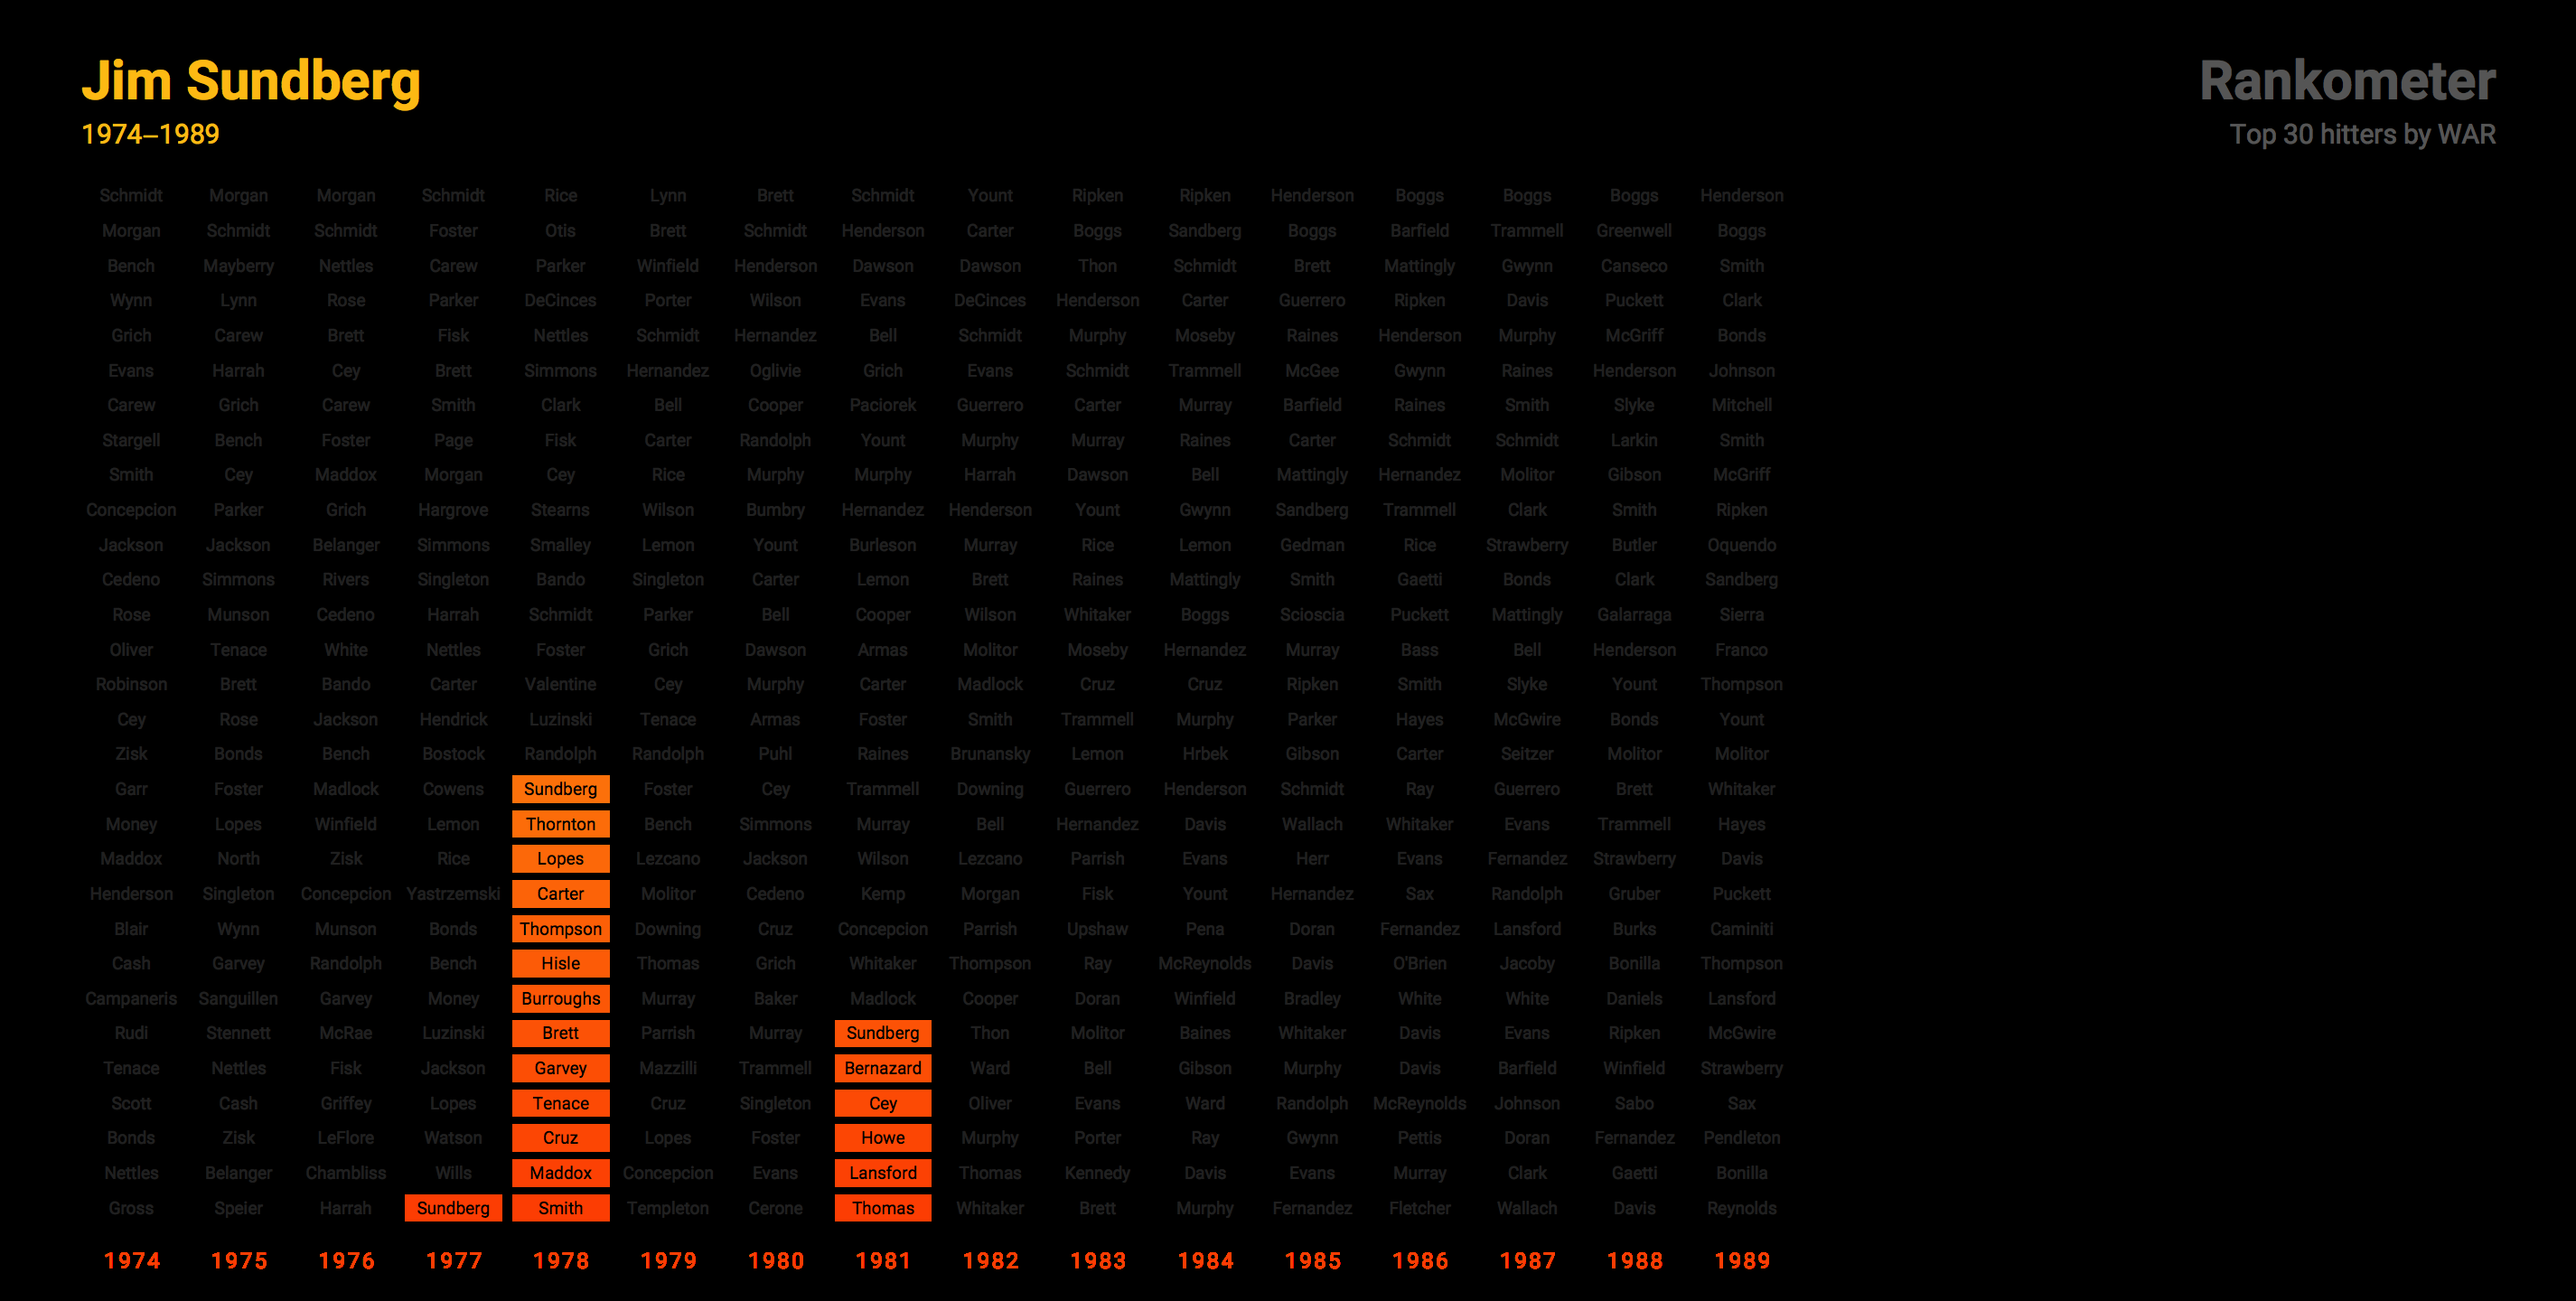 Jim Sundberg Rankometer
1974–1989 Top 30 hitters by WAR
Schmidt Morgan Morgan Schmidt Rice Lynn Brett Schmidt Yount Ripken Ripken Henderson Boggs Boggs Boggs Henderson
Morgan Schmidt Schmidt Foster Otis Brett Schmidt Henderson Carter Boggs Sandberg Boggs Barfield Trammell Greenwell Boggs
Bench Mayberry Nettles Carew Parker Winfield Henderson Dawson Dawson Thon Schmidt Brett Mattingly Gwynn Canseco Smith
Wynn Lynn Rose Parker DeCinces Porter Wilson Evans DeCinces Henderson Carter Guerrero Ripken Davis Puckett Clark
Grich Carew Brett Fisk Nettles Schmidt Hernandez Bell Schmidt Murphy Moseby Raines Henderson Murphy McGriff Bonds
Evans Harrah Cey Brett Simmons Hernandez Oglivie Grich Evans Schmidt Trammell McGee Gwynn Raines Henderson Johnson
Carew Grich Carew Smith Clark Bell Cooper Paciorek Guerrero Carter Murray Barfield Raines Smith Slyke Mitchell
Stargell Bench Foster Page Fisk Carter Randolph Yount Murphy Murray Raines Carter Schmidt Schmidt Larkin Smith
Smith Cey Maddox Morgan Cey Rice Murphy Murphy Harrah Dawson Bell Mattingly Hernandez Molitor Gibson McGriff
Concepcion Parker Grich Hargrove Stearns Wilson Bumbry Hernandez Henderson Yount Gwynn Sandberg Trammell Clark Smith Ripken
Jackson Jackson Belanger Simmons Smalley Lemon Yount Burleson Murray Rice Lemon Gedman Rice Strawberry Butler Oquendo
Cedeno Simmons Rivers Singleton Bando Singleton Carter Lemon Brett Raines Mattingly Smith Gaetti Bonds Clark Sandberg
Rose Munson Cedeno Harrah Schmidt Parker Bell Cooper Wilson Whitaker Boggs Scioscia Puckett Mattingly Galarraga Sierra
Oliver Tenace White Nettles Foster Grich Dawson Armas Molitor Moseby Hernandez Murray Bass Bell Henderson Franco
Robinson Brett Bando Carter Valentine Cey Murphy Carter Madlock Cruz Cruz Ripken Smith Slyke Yount Thompson
Cey Rose Jackson Hendrick Luzinski Tenace Armas Foster Smith Trammell Murphy Parker Hayes McGwire Bonds Yount
Zisk Bonds Bench Bostock Randolph Randolph Puhl Raines Brunansky Lemon Hrbek Gibson Carter Seitzer Molitor Molitor
Garr Foster Madlock Cowens Sundberg Foster Cey Trammell Downing Guerrero Henderson Schmidt Ray Guerrero Brett Whitaker
Money Lopes Winfield Lemon Thornton Bench Simmons Murray Bell Hernandez Davis Wallach Whitaker Evans Trammell Hayes
Maddox North Zisk Rice Lopes Lezcano Jackson Wilson Lezcano Parrish Evans Herr Evans Fernandez Strawberry Davis
Henderson Singleton Concepcion Yastrzemski Carter Molitor Cedeno Kemp Morgan Fisk Yount Hernandez Sax Randolph Gruber Puckett
Blair Wynn Munson Bonds Thompson Downing Cruz Concepcion Parrish Upshaw Pena Doran Fernandez Lansford Burks Caminiti
Cash Garvey Randolph Bench Hisle Thomas Grich Whitaker Thompson Ray McReynolds Davis O'Brien Jacoby Bonilla Thompson
Campaneris Sanguillen Garvey Money Burroughs Murray Baker Madlock Cooper Doran Winfield Bradley White White Daniels Lansford
Rudi Stennett McRae Luzinski Brett Parrish Murray Sundberg Thon Molitor Baines Whitaker Davis Evans Ripken McGwire
Tenace Nettles Fisk Jackson Garvey Mazzilli Trammell Bernazard Ward Bell Gibson Murphy Davis Barfield Winfield Strawberry
Scott Cash Griffey Lopes Tenace Cruz Singleton Cey Oliver Evans Ward Randolph McReynolds Johnson Sabo Sax
Bonds Zisk LeFlore Watson Cruz Lopes Foster Howe Murphy Porter Ray Gwynn Pettis Doran Fernandez Pendleton
Nettles Belanger Chambliss Wills Maddox Concepcion Evans Lansford Thomas Kennedy Davis Evans Murray Clark Gaetti Bonilla
Gross Speier Harrah Sundberg Smith Templeton Cerone Thomas Whitaker Brett Murphy Fernandez Fletcher Wallach Davis Reynolds
1974 1975 1976 1977 1978 1979 1980 1981 1982 1983 1984 1985 1986 1987 1988 1989